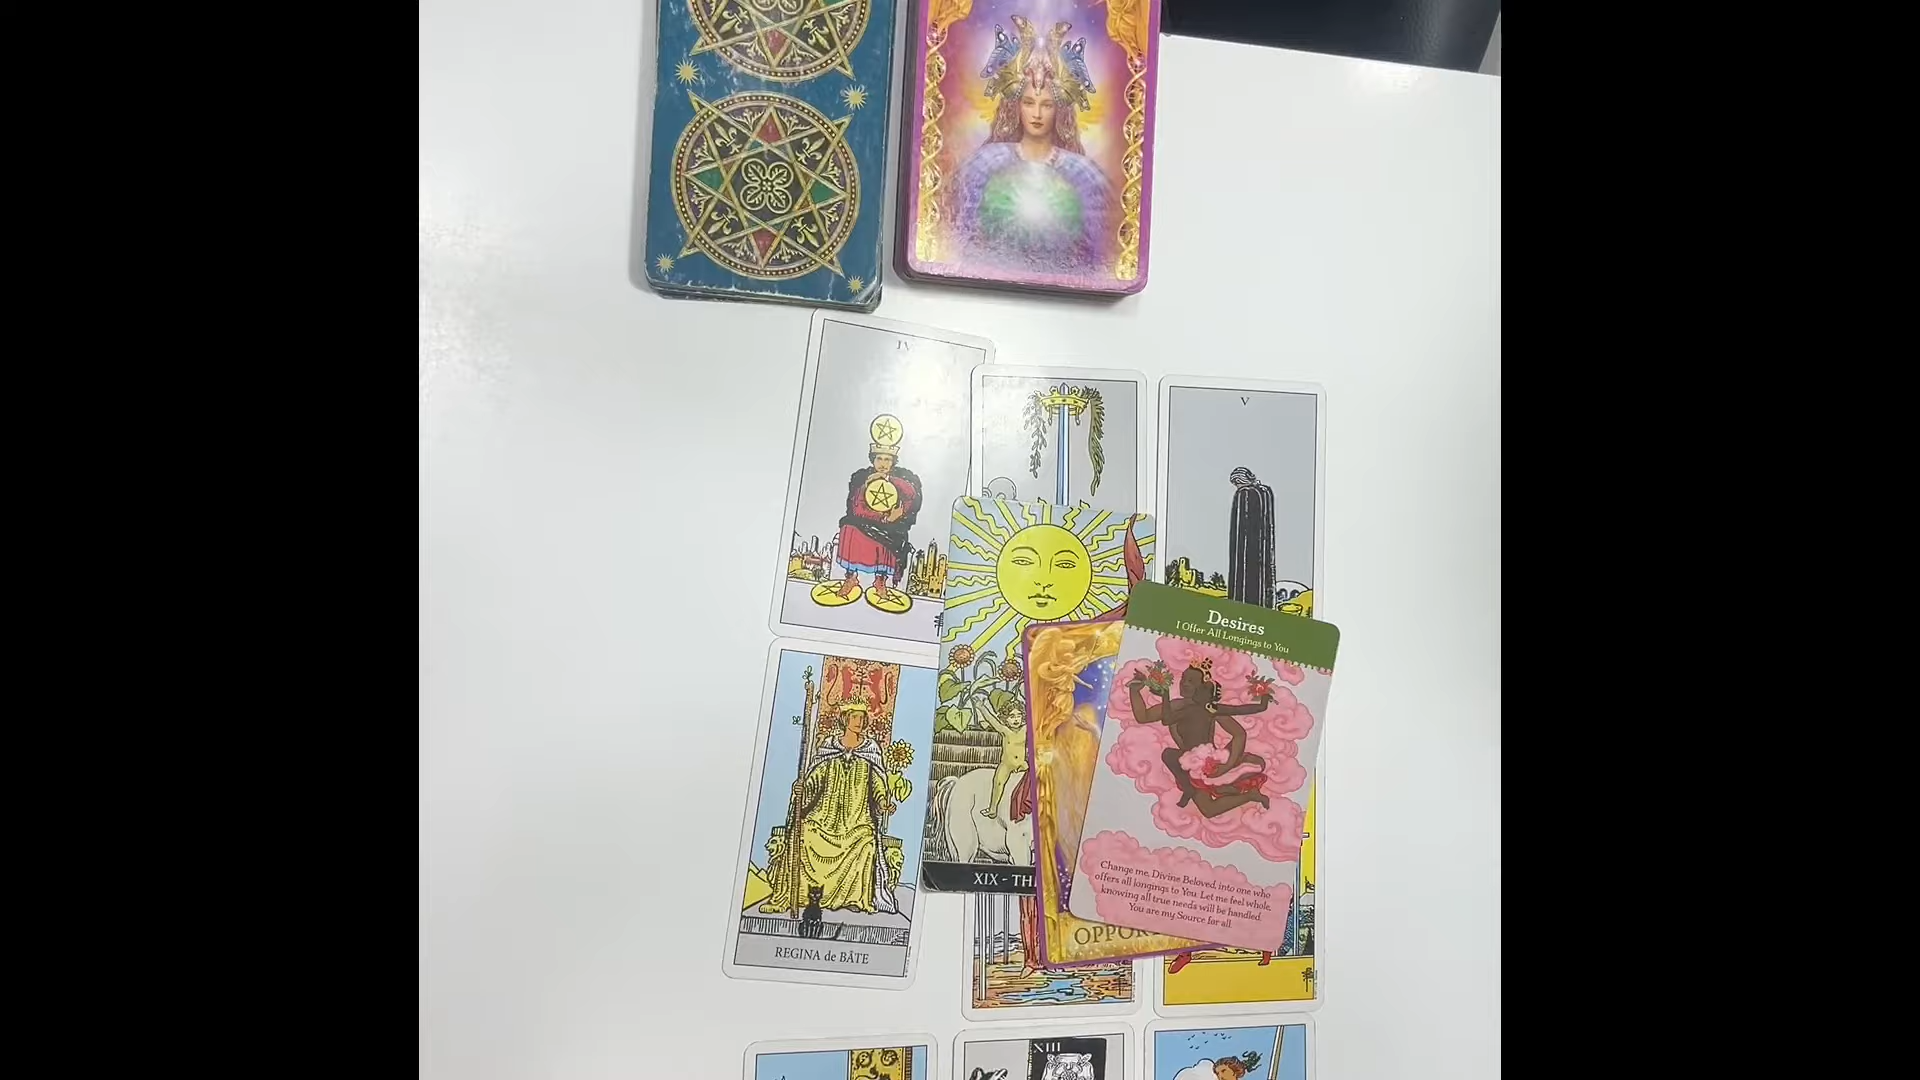 IV
V
Desires
I Offer All Longings to You
Change me, Divine Beloved, into one who
offers all longings to You. Let me feel whole,
knowing all true needs will be handled.
You are my Source for all.
XIX - TH
OPPOR
REGINA de BÂTE
XIII